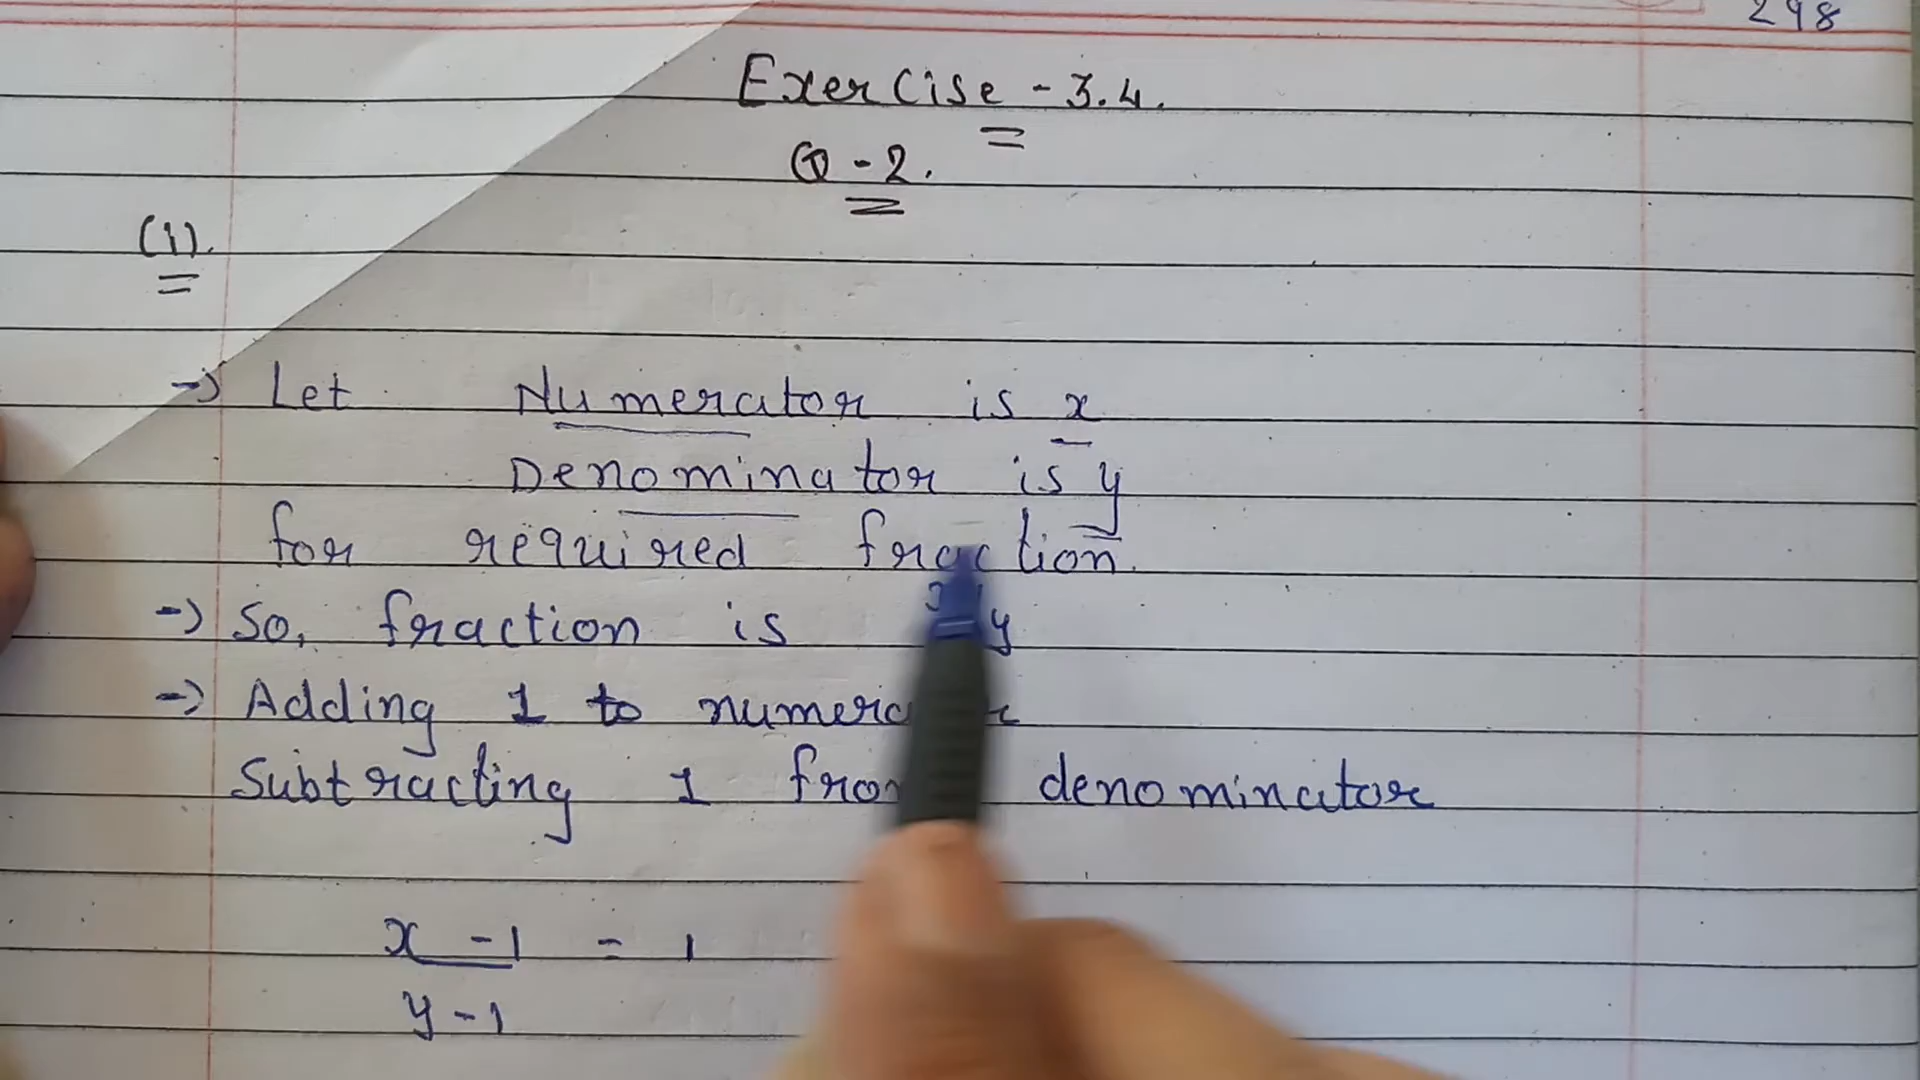 298
Exercise - 3.4.
Q - 2.
(1).
→ Let Numerator is x
Denominator is y
for required fraction.
→ So, fraction is y
→ Adding 1 to
Subtracting 1 denominator
x - 1 = 1
y - 1